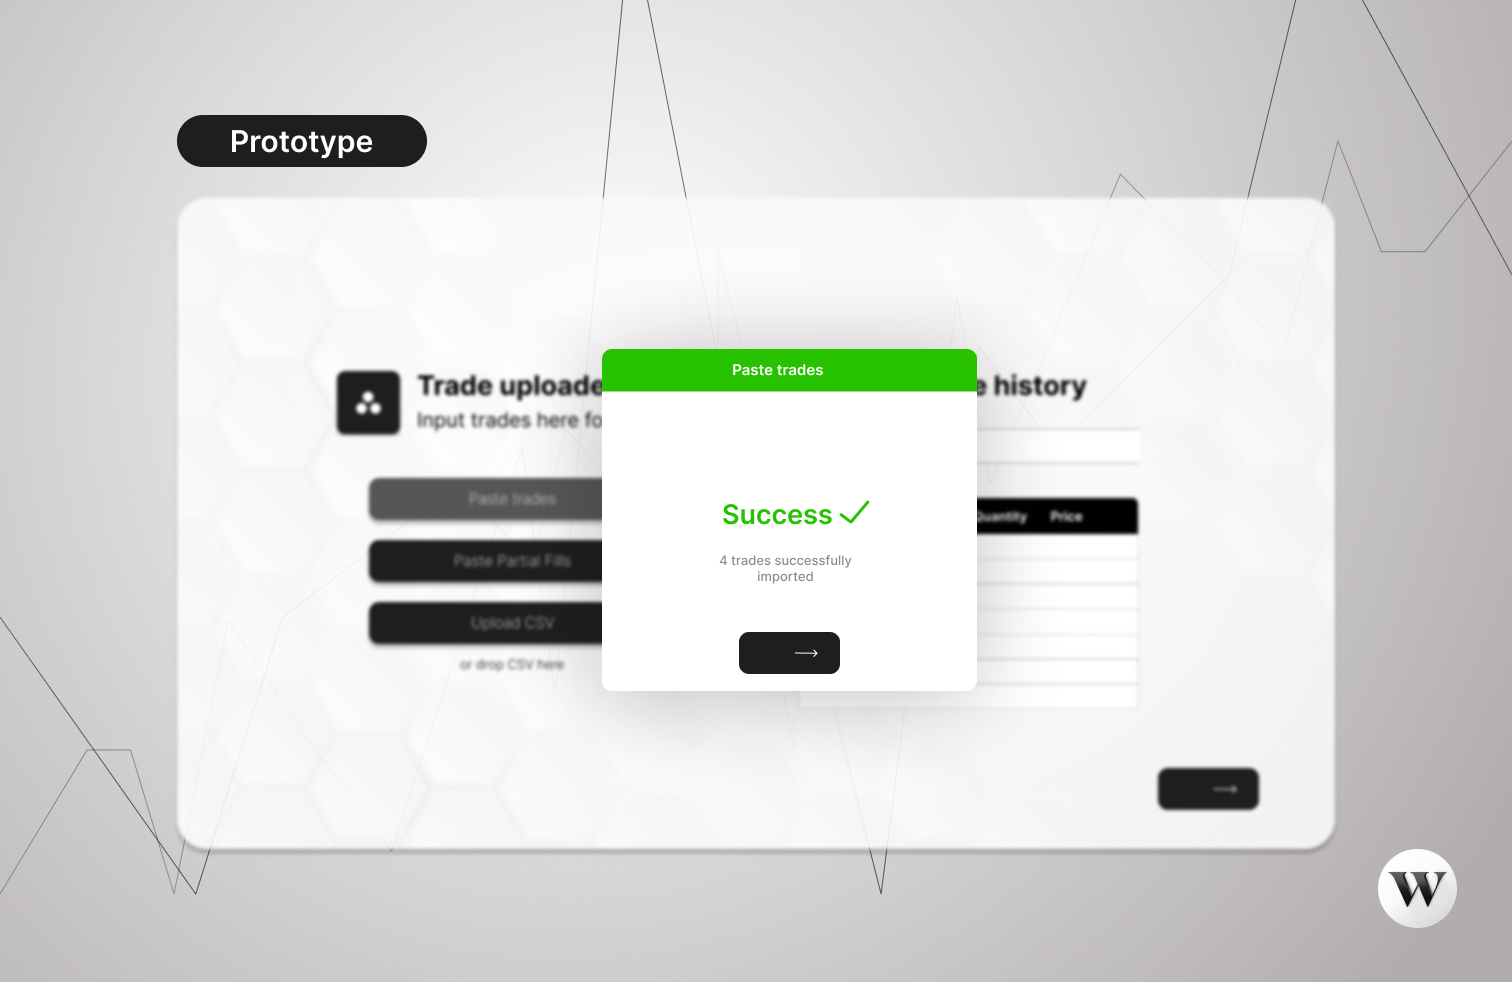 Prototype
Paste trades
Trade uploade
e history
Input trades here fo
Paste trades
Quantity Price
Success
Paste Partial Fills
4 trades successfully
imported
Upload CSV
or drop CSV here
W